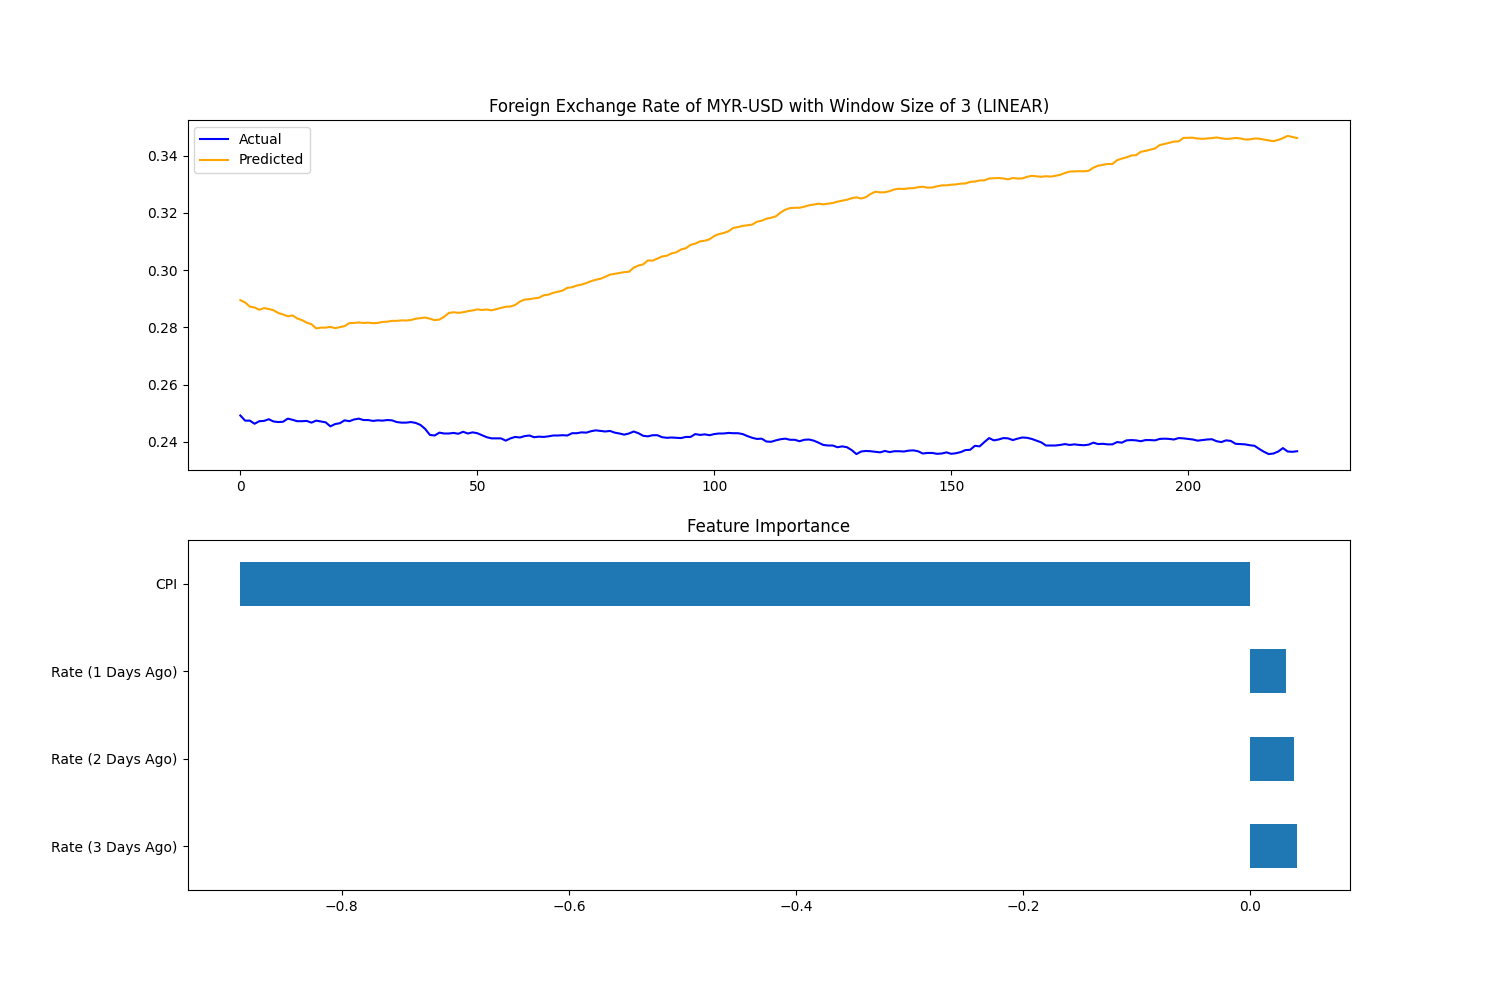 Foreign Exchange Rate of MYR-USD with Window Size of 3 (LINEAR)
Actual
Predicted
0.34
0.32
0.30
0.28
0.26
0.24
0 50 100 150 200
Feature Importance
CPI
Rate (1 Days Ago)
Rate (2 Days Ago)
Rate (3 Days Ago)
−0.8 −0.6 −0.4 −0.2 0.0